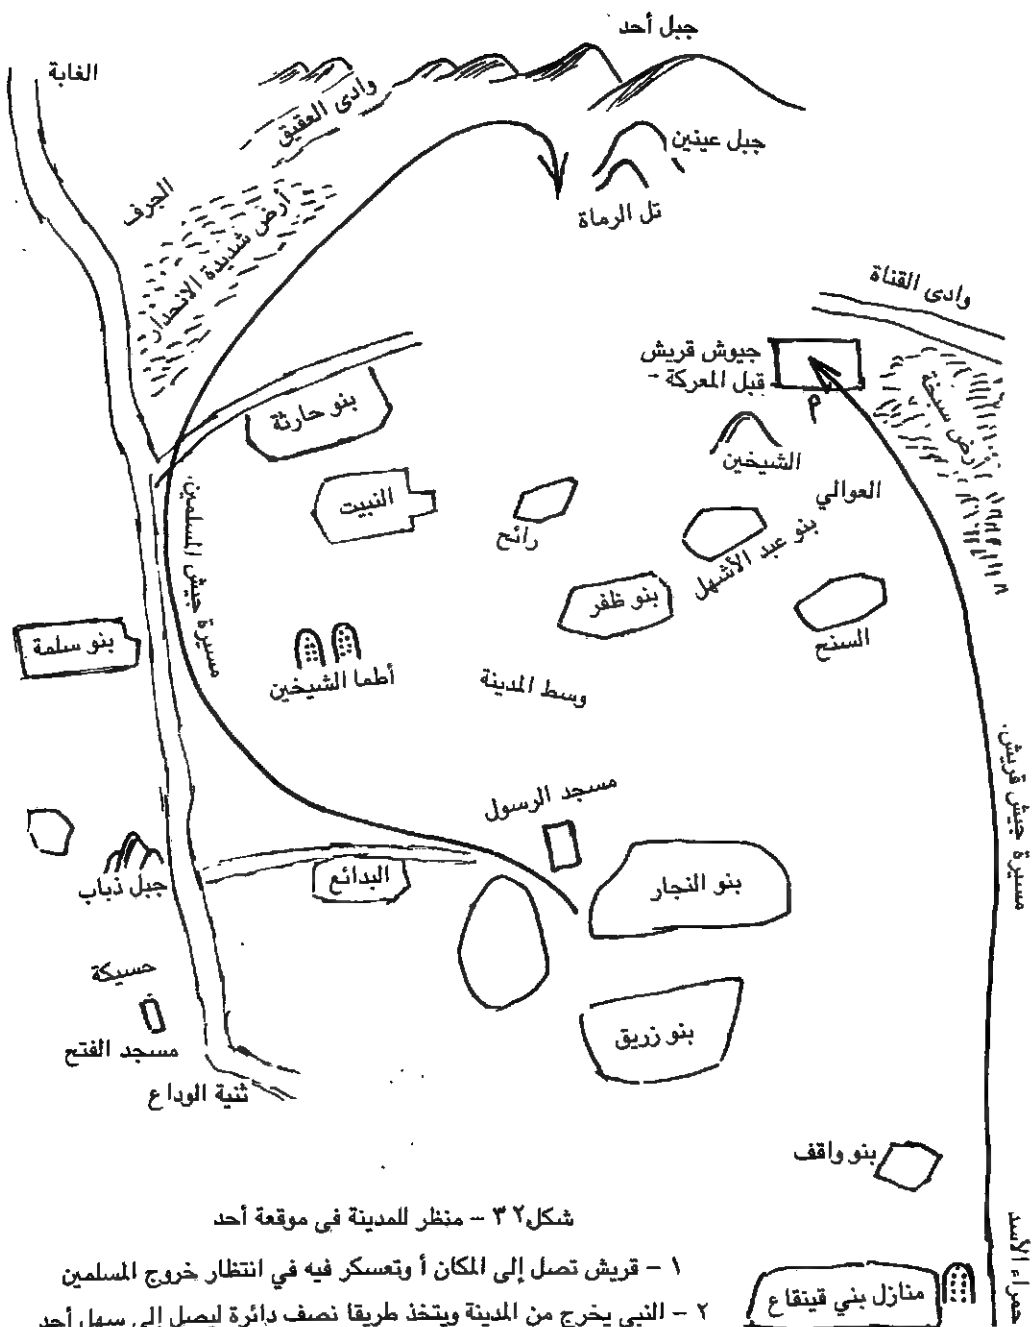 جبل أحد
الغابة
وادى العقيق
جبل عينين
الجرف
أرض شديدة الانحدار
تل الرماة
وادى القناة
جيوش قريش
قبل المعركة -
م
أرض سبخة
بنو حارثة
الشيخين
العوالي
النبيت
رائح
بنو عبد الأشهل
مسيرة جيش المسلمين.
بنو ظفر
السنح
بنو سلمة
أطما الشيخين
وسط المدينة
مسيرة جيش قريش.
مسجد الرسول
البدائع
بنو النجار
جبل ذباب
حسيكة
مسجد الفتح
بنو زريق
ثنية الوداع
بنو واقف
حمراء الأسد
شكل ٣٢ - منظر للمدينة فى موقعة أحد
١ - قريش تصل إلى المكان أ وتعسكر فيه في انتظار خروج المسلمين
منازل بني قينقاع
٢ - النبي يخرج من المدينة ويتخذ طريقا نصف دائرة ليصل إلى سهل أحد